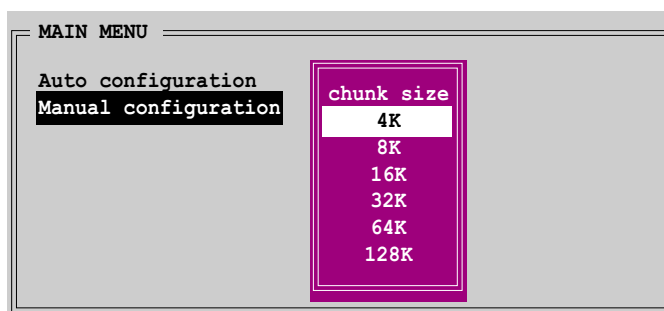 MAIN MENU
Auto configuration
Manual configuration
chunk size
4K
8K
16K
32K
64K
128K